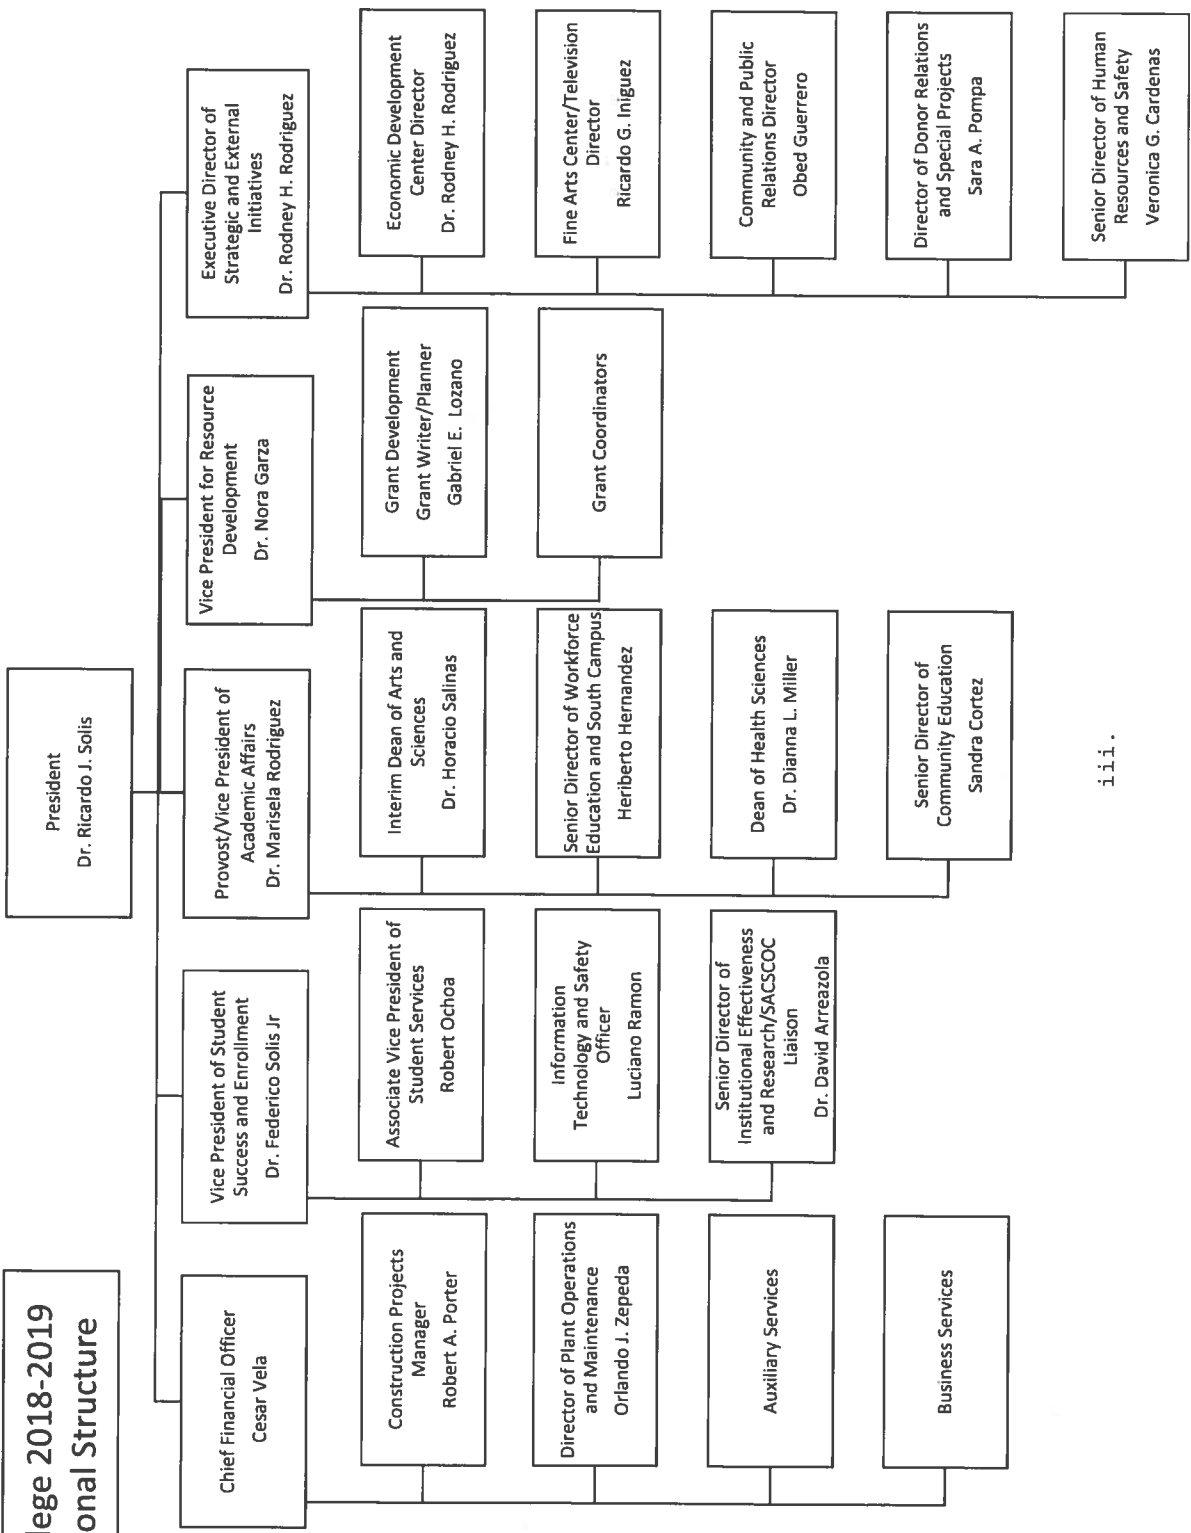 lege 2018-2019
onal Structure
President
Dr. Ricardo J. Solis
Chief Financial Officer
Cesar Vela
Construction Projects
Manager
Robert A. Porter
Director of Plant Operations
and Maintenance
Orlando J. Zepeda
Auxiliary Services
Business Services
Vice President of Student
Success and Enrollment
Dr. Federico Solis Jr
Associate Vice President of
Student Services
Robert Ochoa
Information
Technology and Safety
Officer
Luciano Ramon
Senior Director of
Institutional Effectiveness
and Research/SACSCOC
Liaison
Dr. David Arreazola
Provost/Vice President of
Academic Affairs
Dr. Marisela Rodriguez
Interim Dean of Arts and
Sciences
Dr. Horacio Salinas
Senior Director of Workforce
Education and South Campus
Heriberto Hernandez
Dean of Health Sciences
Dr. Dianna L. Miller
Senior Director of
Community Education
Sandra Cortez
Vice President for Resource
Development
Dr. Nora Garza
Grant Development
Grant Writer/Planner
Gabriel E. Lozano
Grant Coordinators
Executive Director of
Strategic and External
Initiatives
Dr. Rodney H. Rodriguez
Economic Development
Center Director
Dr. Rodney H. Rodriguez
Fine Arts Center/Television
Director
Ricardo G. Iniguez
Community and Public
Relations Director
Obed Guerrero
Director of Donor Relations
and Special Projects
Sara A. Pompa
Senior Director of Human
Resources and Safety
Veronica G. Cardenas
iii.